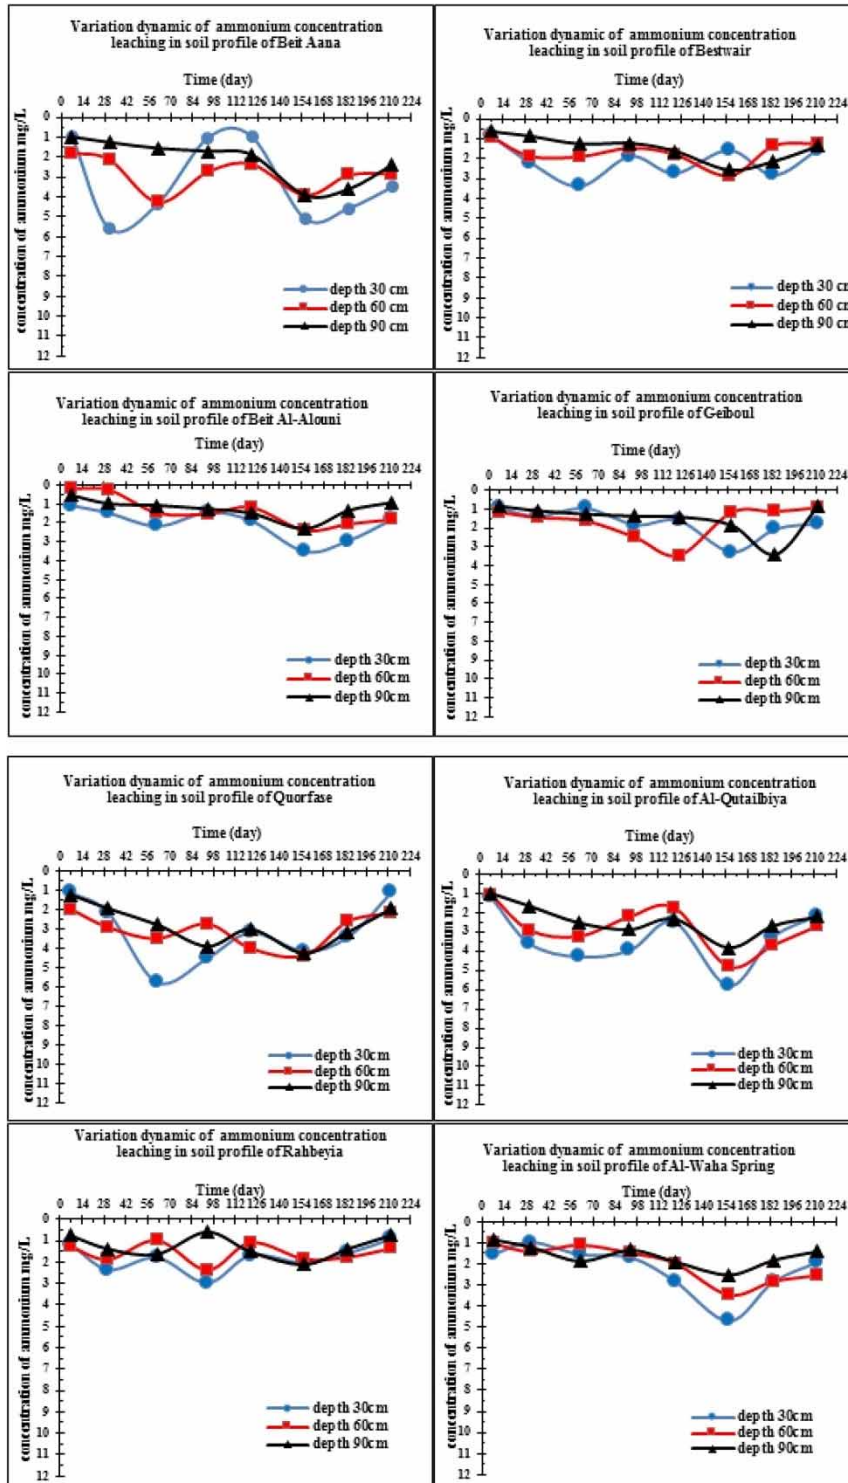 Variation dynamic of ammonium concentration
leaching in soil profile of Beit Aana
Time (day)
0 14 28 42 56 70 84 98 112 126 140 154 168 182 196 210 224
concentration of ammonium mg/L
0
1
2
3
4
5
6
7
8
9
10
11
12
depth 30 cm
depth 60 cm
depth 90 cm
Variation dynamic of ammonium concentration
leaching in soil profile of Bestwair
Time (day)
0 14 28 42 56 70 84 98 112 126 140 154 168 182 196 210 224
concentration of ammonium mg/L
0
1
2
3
4
5
6
7
8
9
10
11
12
depth 30 cm
depth 60 cm
depth 90 cm
Variation dynamic of ammonium concentration
leaching in soil profile of Beit Al-Alouni
Time (day)
0 14 28 42 56 70 84 98 112 126 140 154 168 182 196 210 224
concentration of ammonium mg/L
0
1
2
3
4
5
6
7
8
9
10
11
12
depth 30cm
depth 60cm
depth 90cm
Variation dynamic of ammonium concentration
leaching in soil profile of Geiboul
Time (day)
0 14 28 42 56 70 84 98 112 126 140 154 168 182 196 210
concentration of ammonium mg/L
0
1
2
3
4
5
6
7
8
9
10
11
12
depth 30cm
depth 60cm
depth 90cm
Variation dynamic of ammonium concentration
leaching in soil profile of Quorfase
Time (day)
0 14 28 42 56 70 84 98 112 126 140 154 168 182 196 210 224
concentration of ammonium mg/L
0
1
2
3
4
5
6
7
8
9
10
11
12
depth 30cm
depth 60cm
depth 90cm
Variation dynamic of ammonium concentration
leaching in soil profile of Al-Qutailbiya
Time (day)
0 14 28 42 56 70 84 98 112 126 140 154 168 182 196 210 224
concentration of ammonium mg/L
0
1
2
3
4
5
6
7
8
9
10
11
12
depth 30cm
depth 60cm
depth 90cm
Variation dynamic of ammonium concentration
leaching in soil profile of Rahbeyia
Time (day)
0 14 28 42 56 70 84 98 112 126 140 154 168 182 196 210 224
concentration of ammonium mg/L
0
1
2
3
4
5
6
7
8
9
10
11
12
depth 30cm
depth 60cm
depth 90cm
Variation dynamic of ammonium concentration
leaching in soil profile of Al-Waha Spring
Time (day)
0 14 28 42 56 70 84 98 112 126 140 154 168 182 196 210 224
concentration of ammonium mg/L
0
1
2
3
4
5
6
7
8
9
10
11
12
depth 30cm
depth 60cm
depth 90cm